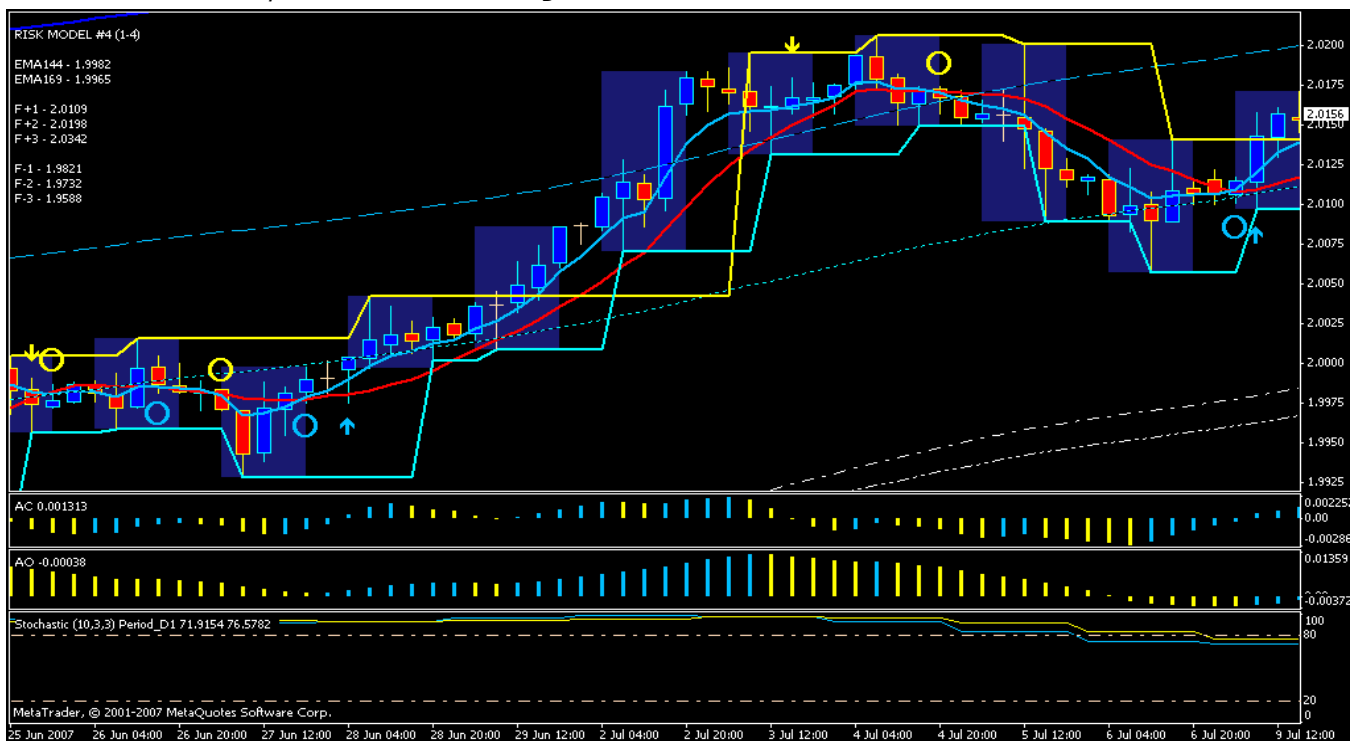 RISK MODEL #4 (1-4)
EMA144 - 1.9982
EMA169 - 1.9965
F+1 - 2.0109
F+2 - 2.0198
F+3 - 2.0342
F-1 - 1.9821
F-2 - 1.9732
F-3 - 1.9588
2.0200
2.0175
2.0156
2.0150
2.0125
2.0100
2.0075
2.0050
2.0025
2.0000
1.9975
1.9950
1.9925
AC 0.001313
0.002252
0.00
-0.00286
AO -0.00038
0.01359
-0.00372
Stochastic (10,3,3) Period_D1 71.9154 76.5782
100
80
20
0
MetaTrader, © 2001-2007 MetaQuotes Software Corp.
25 Jun 2007 26 Jun 04:00 26 Jun 20:00 27 Jun 12:00 28 Jun 04:00 28 Jun 20:00 29 Jun 12:00 2 Jul 04:00 2 Jul 20:00 3 Jul 12:00 4 Jul 04:00 4 Jul 20:00 5 Jul 12:00 6 Jul 04:00 6 Jul 20:00 9 Jul 12:00